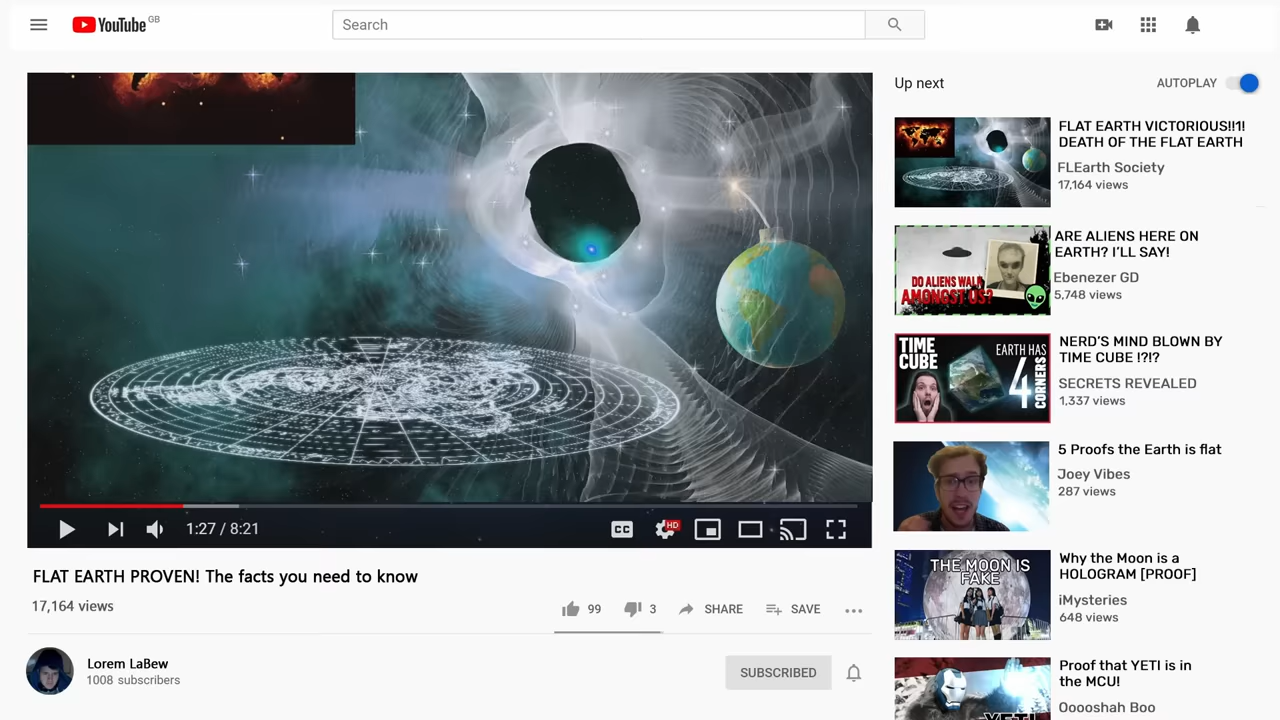 YouTube GB
Search
Up next
AUTOPLAY
FLAT EARTH VICTORIOUS!!1!
DEATH OF THE FLAT EARTH
FLEarth Society
17,164 views
DO ALIENS WALK
AMONGST US?
ARE ALIENS HERE ON
EARTH? I'LL SAY!
Ebenezer GD
5,748 views
TIME
CUBE
EARTH HAS
4
CORNERS
NERD'S MIND BLOWN BY
TIME CUBE !?!?
SECRETS REVEALED
1,337 views
5 Proofs the Earth is flat
Joey Vibes
287 views
THE MOON IS
FAKE
Why the Moon is a
HOLOGRAM [PROOF]
iMysteries
648 views
YETI
Proof that YETI is in
the MCU!
Ooooshah Boo
1:27 / 8:21
CC
HD
FLAT EARTH PROVEN! The facts you need to know
17,164 views
99
3
SHARE
SAVE
Lorem LaBew
1008 subscribers
SUBSCRIBED